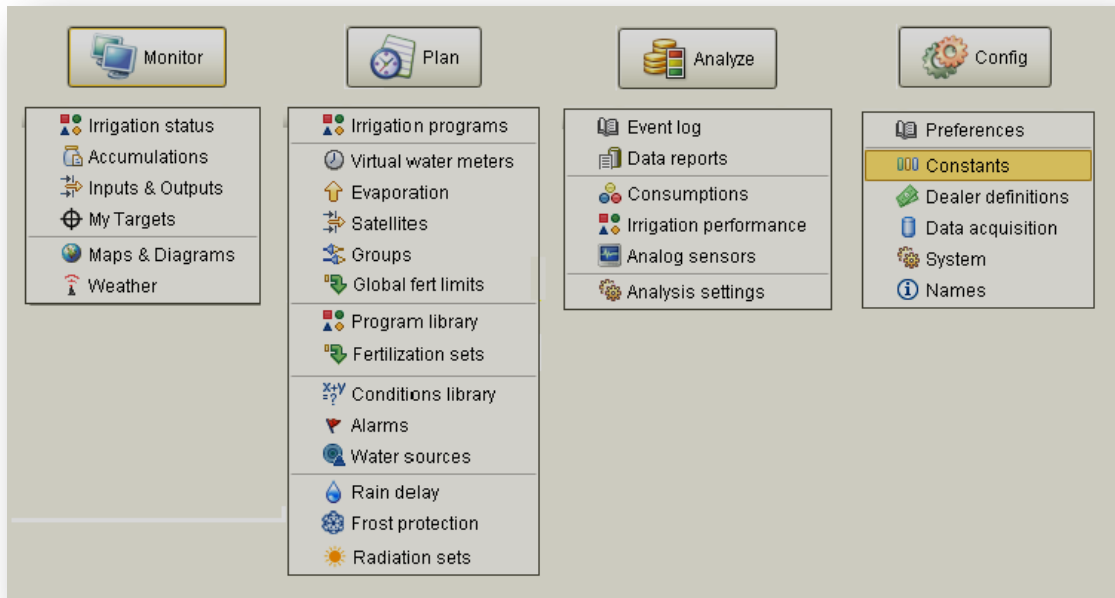 Monitor
Irrigation status
Accumulations
Inputs & Outputs
My Targets
Maps & Diagrams
Weather
Plan
Irrigation programs
Virtual water meters
Evaporation
Satellites
Groups
Global fert limits
Program library
Fertilization sets
x+y
=?
Conditions library
Alarms
Water sources
Rain delay
Frost protection
Radiation sets
Analyze
Event log
Data reports
Consumptions
Irrigation performance
Analog sensors
Analysis settings
Config
Preferences
Constants
Dealer definitions
Data acquisition
System
Names